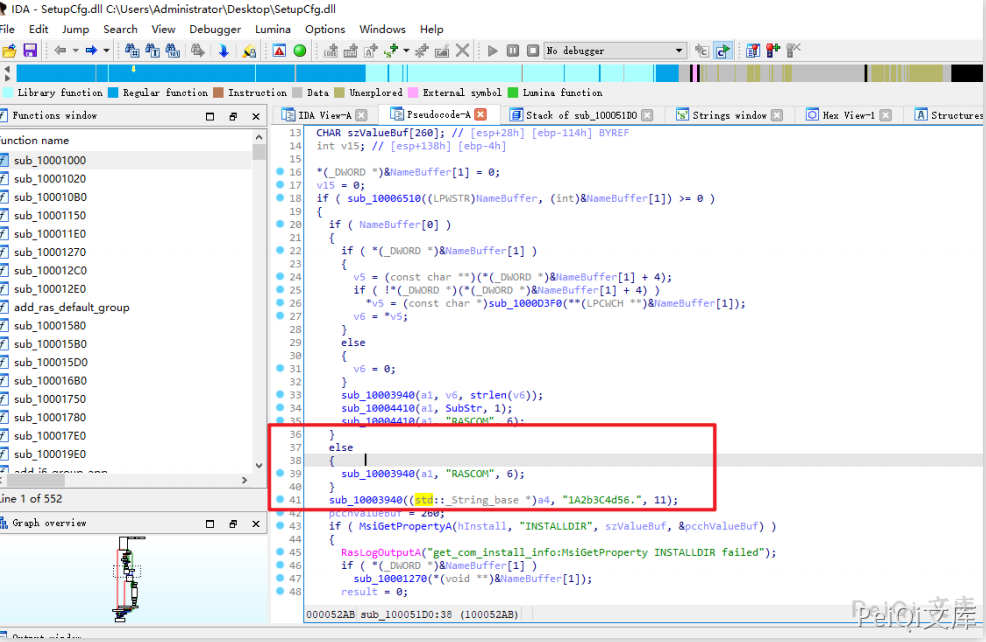 IDA - SetupCfg.dll C:\Users\Administrator\Desktop\SetupCfg.dll
File Edit Jump Search View Debugger Lumina Options Windows Help
No debugger
Library function Regular function Instruction Data Unexplored External symbol Lumina function
Functions window
IDA View-A Pseudocode-A Stack of sub_100051D0 Strings window Hex View-1 Structures
Function name
sub_10001000
sub_10001020
sub_100010B0
sub_10001150
sub_100011E0
sub_10001270
sub_100012C0
sub_100012E0
add_ras_default_group
sub_10001580
sub_100015B0
sub_100015D0
sub_100016B0
sub_10001750
sub_10001780
sub_100017E0
sub_100019E0
Line 1 of 552
Graph overview
13 CHAR szValueBuf[260]; // [esp+28h] [ebp-114h] BYREF
14 int v15; // [esp+138h] [ebp-4h]
15
16 *(_DWORD *)&NameBuffer[1] = 0;
17 v15 = 0;
18 if ( sub_10006510((LPWSTR)NameBuffer, (int)&NameBuffer[1]) >= 0 )
19 {
20 if ( NameBuffer[0] )
21 {
22 if ( *(_DWORD *)&NameBuffer[1] )
23 {
24 v5 = (const char **)(*(_DWORD *)&NameBuffer[1] + 4);
25 if ( !*(_DWORD *)(*(_DWORD *)&NameBuffer[1] + 4) )
26 *v5 = (const char *)sub_1000D3F0(**(LPCWCH **)&NameBuffer[1]);
27 v6 = *v5;
28 }
29 else
30 {
31 v6 = 0;
32 }
33 sub_10003940(a1, v6, strlen(v6));
34 sub_10004410(a1, SubStr, 1);
35 sub_10004410(a1, "RASCOM", 6);
36 }
37 else
38 {
39 sub_10003940(a1, "RASCOM", 6);
40 }
41 sub_10003940((std::_String_base *)a4, "1A2b3C4d56.", 11);
42 pcchValueBuf = 260;
43 if ( MsiGetPropertyA(hInstall, "INSTALLDIR", szValueBuf, &pcchValueBuf) )
44 {
45 RasLogOutputA("get_com_install_info:MsiGetProperty INSTALLDIR failed");
46 if ( *(_DWORD *)&NameBuffer[1] )
47 sub_10001270(*(void **)&NameBuffer[1]);
48 result = 0;
000052AB sub_100051D0:38 (100052AB)
PeiQi文库
PeiQi文库
Output window